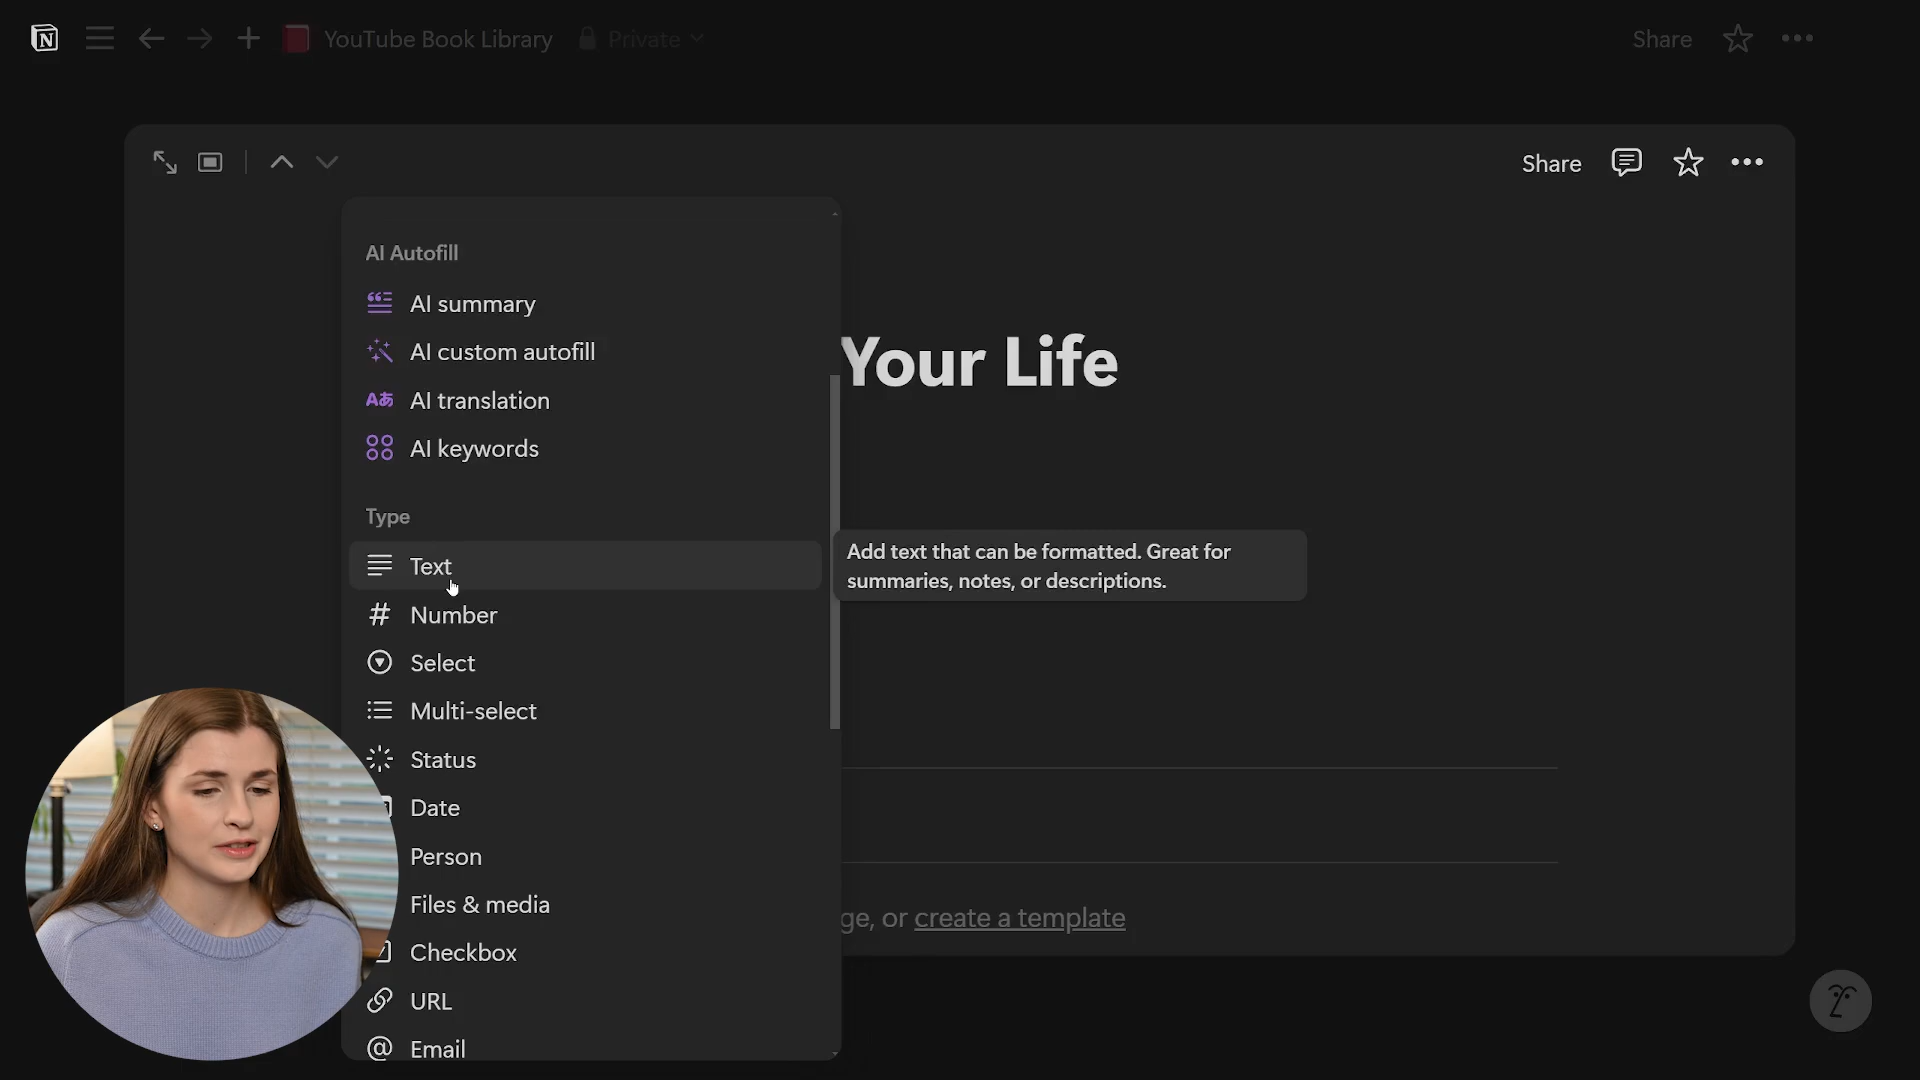 YouTube Book Library Private
Share
Share
AI Autofill
AI summary
AI custom autofill
AI translation
AI keywords
Your Life
Type
Text
Add text that can be formatted. Great for
summaries, notes, or descriptions.
Number
Select
Multi-select
Status
Date
Person
Files & media
Checkbox
URL
Email
ge, or create a template